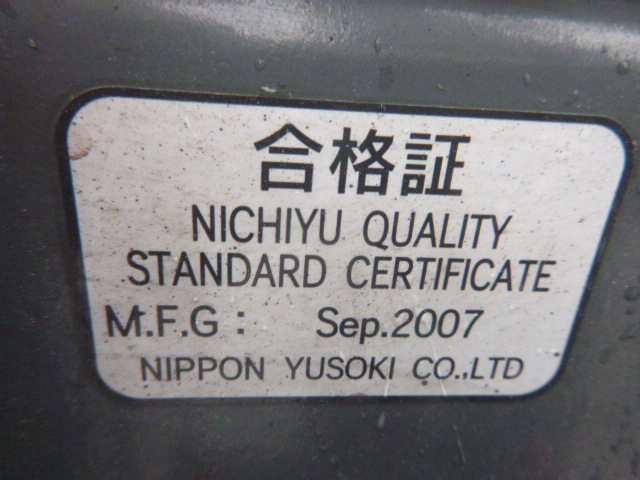 合格証
NICHIYU QUALITY
STANDARD CERTIFICATE
M.F.G : Sep.2007
NIPPON YUSOKI CO.,LTD